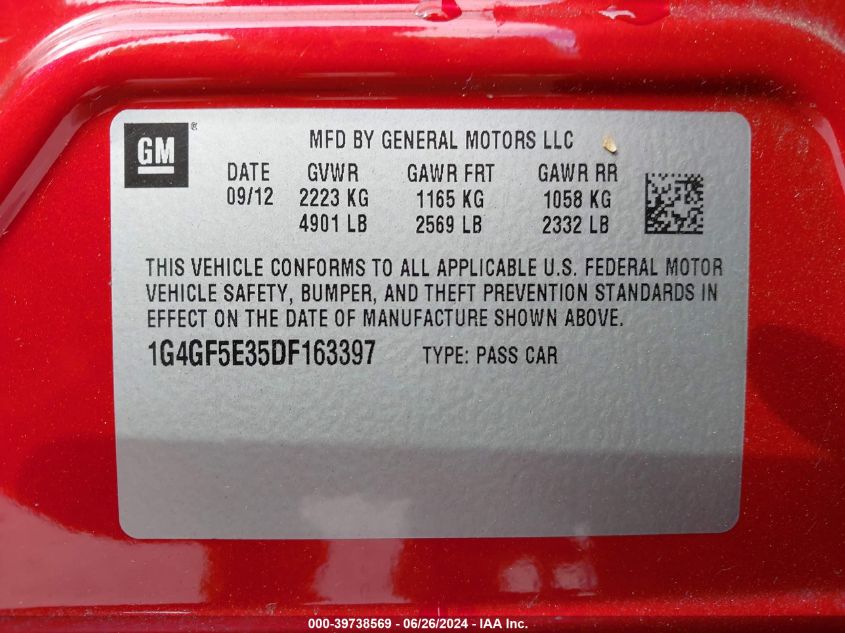 GM ®
MFD BY GENERAL MOTORS LLC
DATE GVWR GAWR FRT GAWR RR
09/12 2223 KG 1165 KG 1058 KG
4901 LB 2569 LB 2332 LB
THIS VEHICLE CONFORMS TO ALL APPLICABLE U.S. FEDERAL MOTOR
VEHICLE SAFETY, BUMPER, AND THEFT PREVENTION STANDARDS IN
EFFECT ON THE DATE OF MANUFACTURE SHOWN ABOVE.
1G4GF5E35DF163397 TYPE: PASS CAR
000-39738569 - 06/26/2024 - IAA Inc.